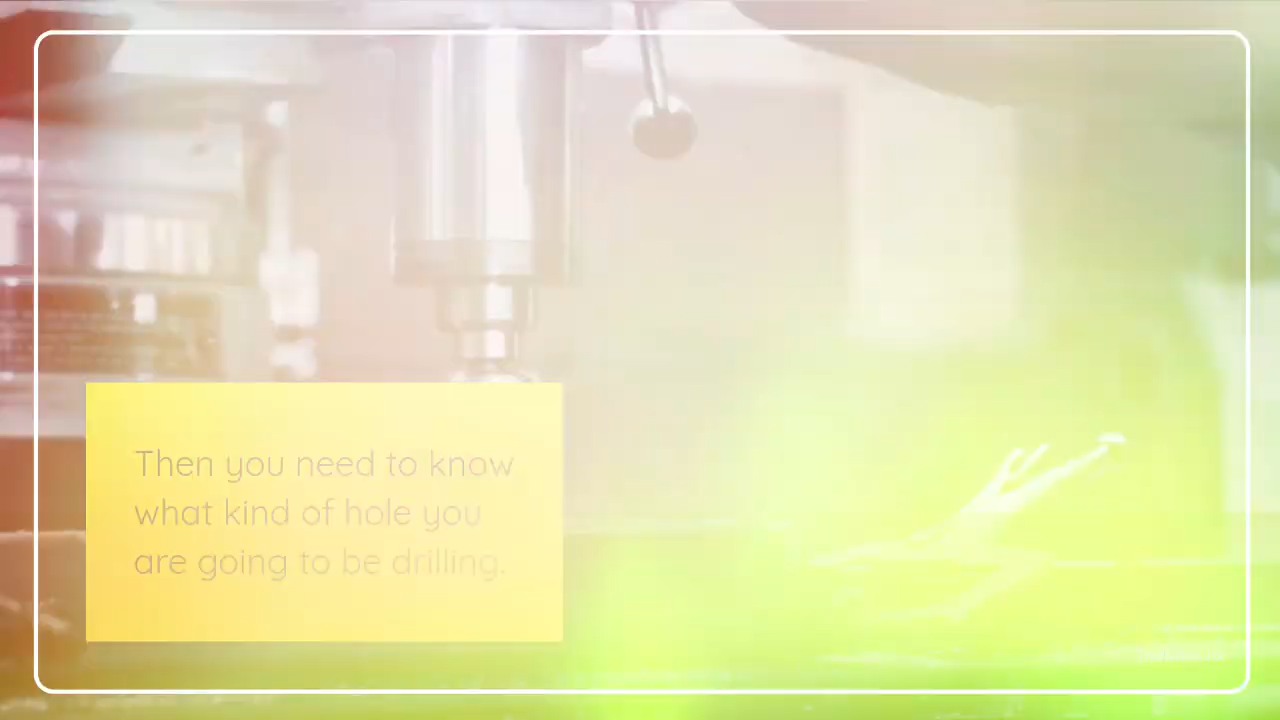 Then you need to know
what kind of hole you
are going to be drilling.